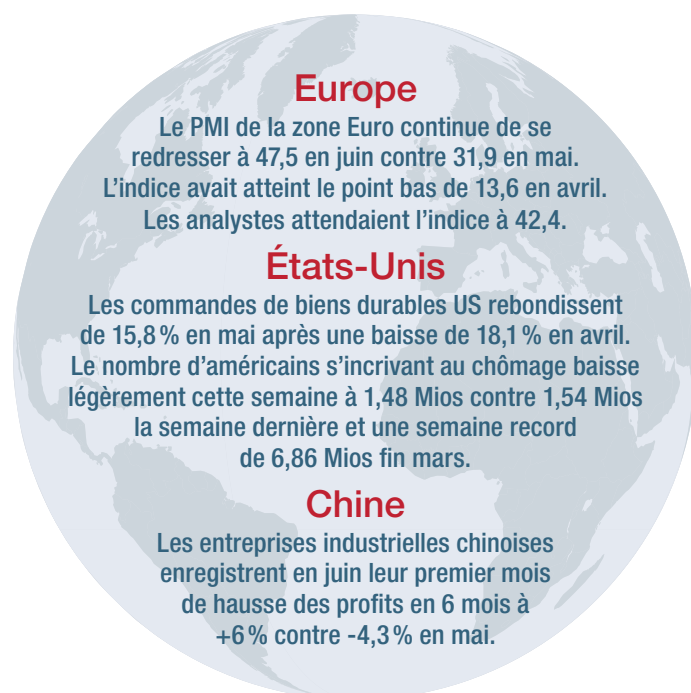 Europe
Le PMI de la zone Euro continue de se
redresser à 47,5 en juin contre 31,9 en mai.
L'indice avait atteint le point bas de 13,6 en avril.
Les analystes attendaient l'indice à 42,4.
États-Unis
Les commandes de biens durables US rebondissent
de 15,8 % en mai après une baisse de 18,1 % en avril.
Le nombre d'américains s'incrivant au chômage baisse
légèrement cette semaine à 1,48 Mios contre 1,54 Mios
la semaine dernière et une semaine record
de 6,86 Mios fin mars.
Chine
Les entreprises industrielles chinoises
enregistrent en juin leur premier mois
de hausse des profits en 6 mois à
+6 % contre -4,3 % en mai.